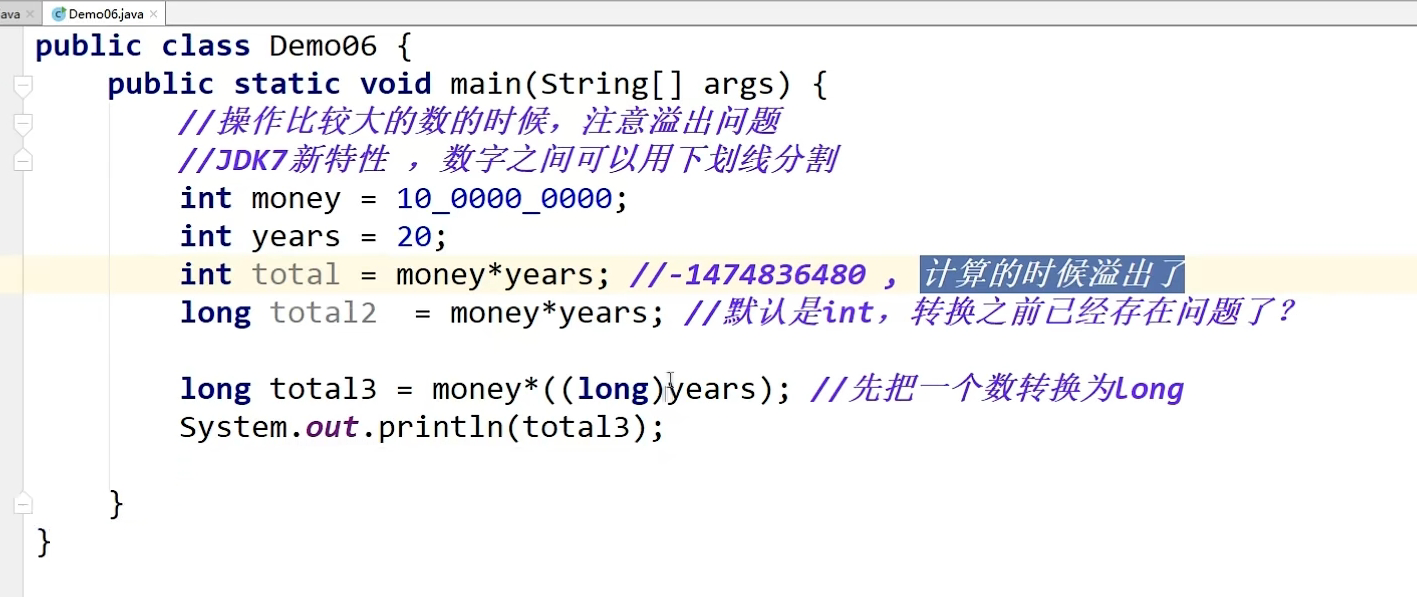 ava Demo06.java
public class Demo06 {
public static void main(String[] args) {
//操作比较大的数的时候，注意溢出问题
//JDK7新特性 ，数字之间可以用下划线分割
int money = 10_0000_0000;
int years = 20;
int total = money*years; //-1474836480 , 计算的时候溢出了
long total2  = money*years; //默认是int，转换之前已经存在问题了？
long total3 = money*((long)years); //先把一个数转换为Long
System.out.println(total3);
}
}